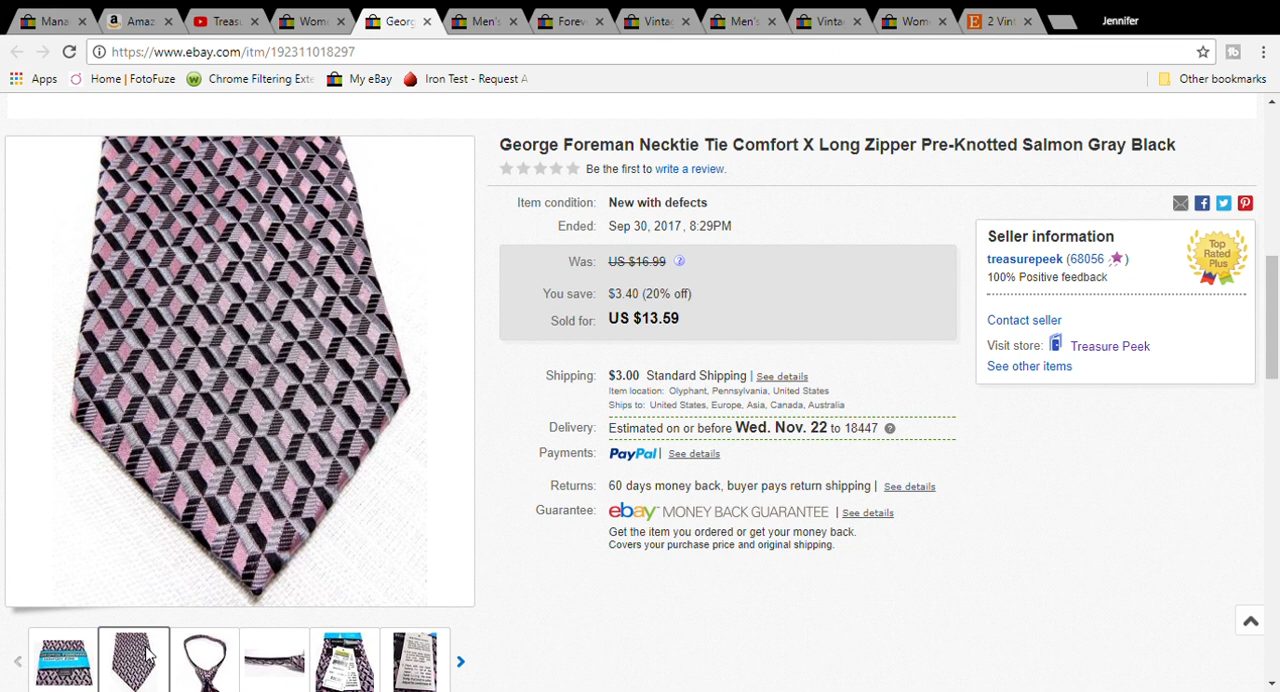 Mana
Amaz
Treasu
Wome
Georg
Men's
Forev
Vintag
Men's
Vintag
Wome
2 Vint
Jennifer
https://www.ebay.com/itm/192311018297
Apps
Home | FotoFuze
Chrome Filtering Exte
My eBay
Iron Test - Request A
Other bookmarks
George Foreman Necktie Tie Comfort X Long Zipper Pre-Knotted Salmon Gray Black
Be the first to write a review.
Item condition: New with defects
Ended: Sep 30, 2017, 8:29PM
Was: US $16.99
You save: $3.40 (20% off)
Sold for: US $13.59
Shipping: $3.00 Standard Shipping | See details
Item location: Olyphant, Pennsylvania, United States
Ships to: United States, Europe, Asia, Canada, Australia
Delivery: Estimated on or before Wed. Nov. 22 to 18447
Payments: PayPal | See details
Returns: 60 days money back, buyer pays return shipping | See details
Guarantee: ebay MONEY BACK GUARANTEE | See details
Get the item you ordered or get your money back.
Covers your purchase price and original shipping.
Seller information
treasurepeek (68056)
100% Positive feedback
Top Rated Plus
Contact seller
Visit store: Treasure Peek
See other items